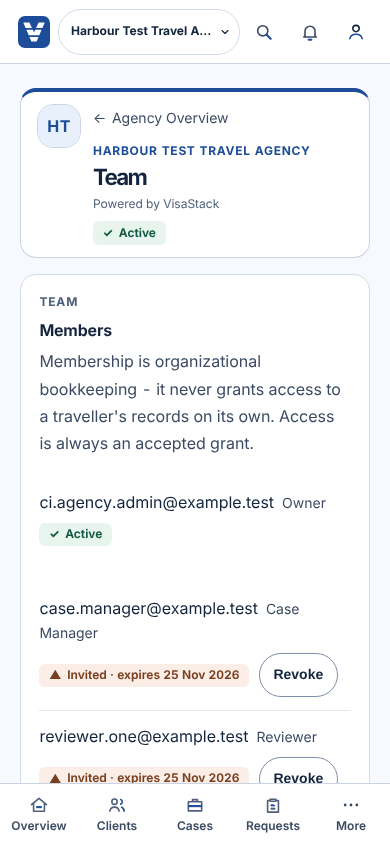 Harbour Test Travel A...
HT
← Agency Overview
HARBOUR TEST TRAVEL AGENCY
Team
Powered by VisaStack
✓ Active
TEAM
Members
Membership is organizational
bookkeeping - it never grants access to
a traveller's records on its own. Access
is always an accepted grant.
ci.agency.admin@example.test Owner
✓ Active
case.manager@example.test Case
Manager
▲ Invited · expires 25 Nov 2026 Revoke
reviewer.one@example.test Reviewer
▲ Invited · expires 25 Nov 2026 Revoke
Overview Clients Cases Requests More